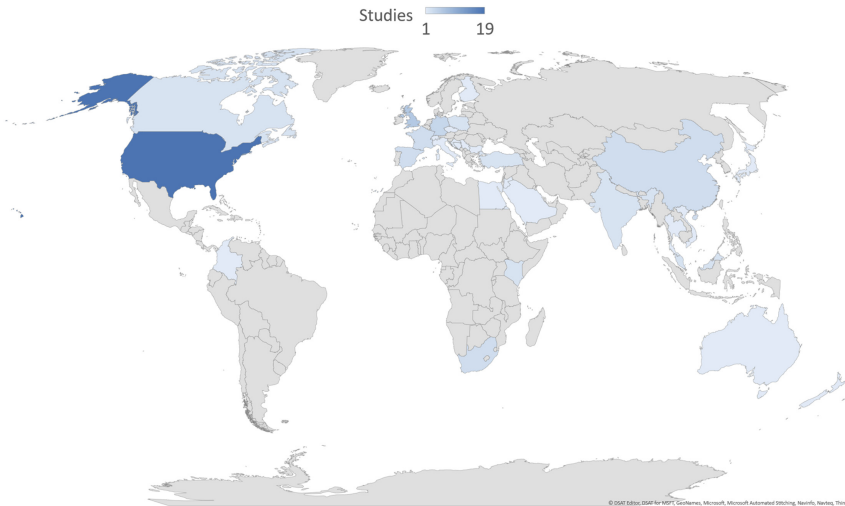 Studies
1 19
© DSAT Editor, DSAT for MSFT, GeoNames, Microsoft, Microsoft Automated Stitching, Navinfo, Navteq, Thin